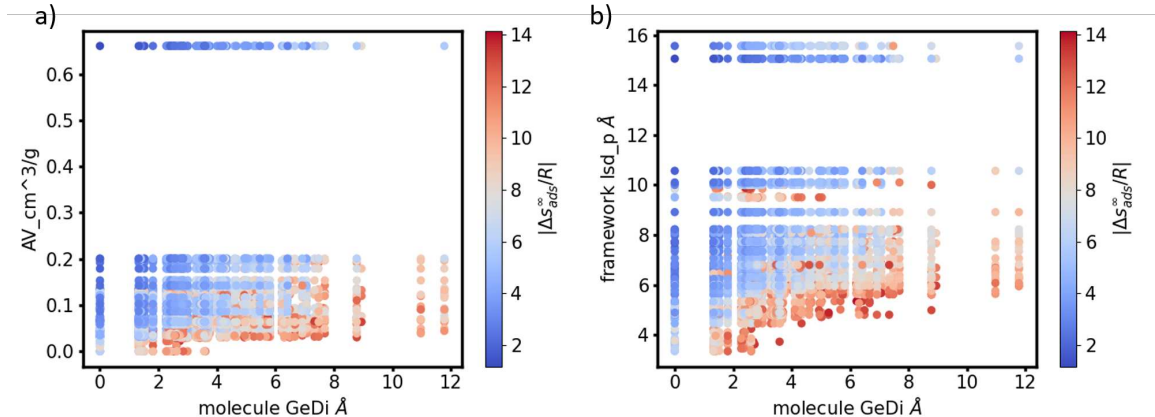 a)
AV_cm^3/g
0.6
0.5
0.4
0.3
0.2
0.1
0.0
0 2 4 6 8 10 12
molecule GeDi Å
14
12
10
8
6
4
2
|Δs∞ads/R|
b)
framework lsd_p Å
16
14
12
10
8
6
4
0 2 4 6 8 10 12
molecule GeDi Å
14
12
10
8
6
4
2
|Δs∞ads/R|